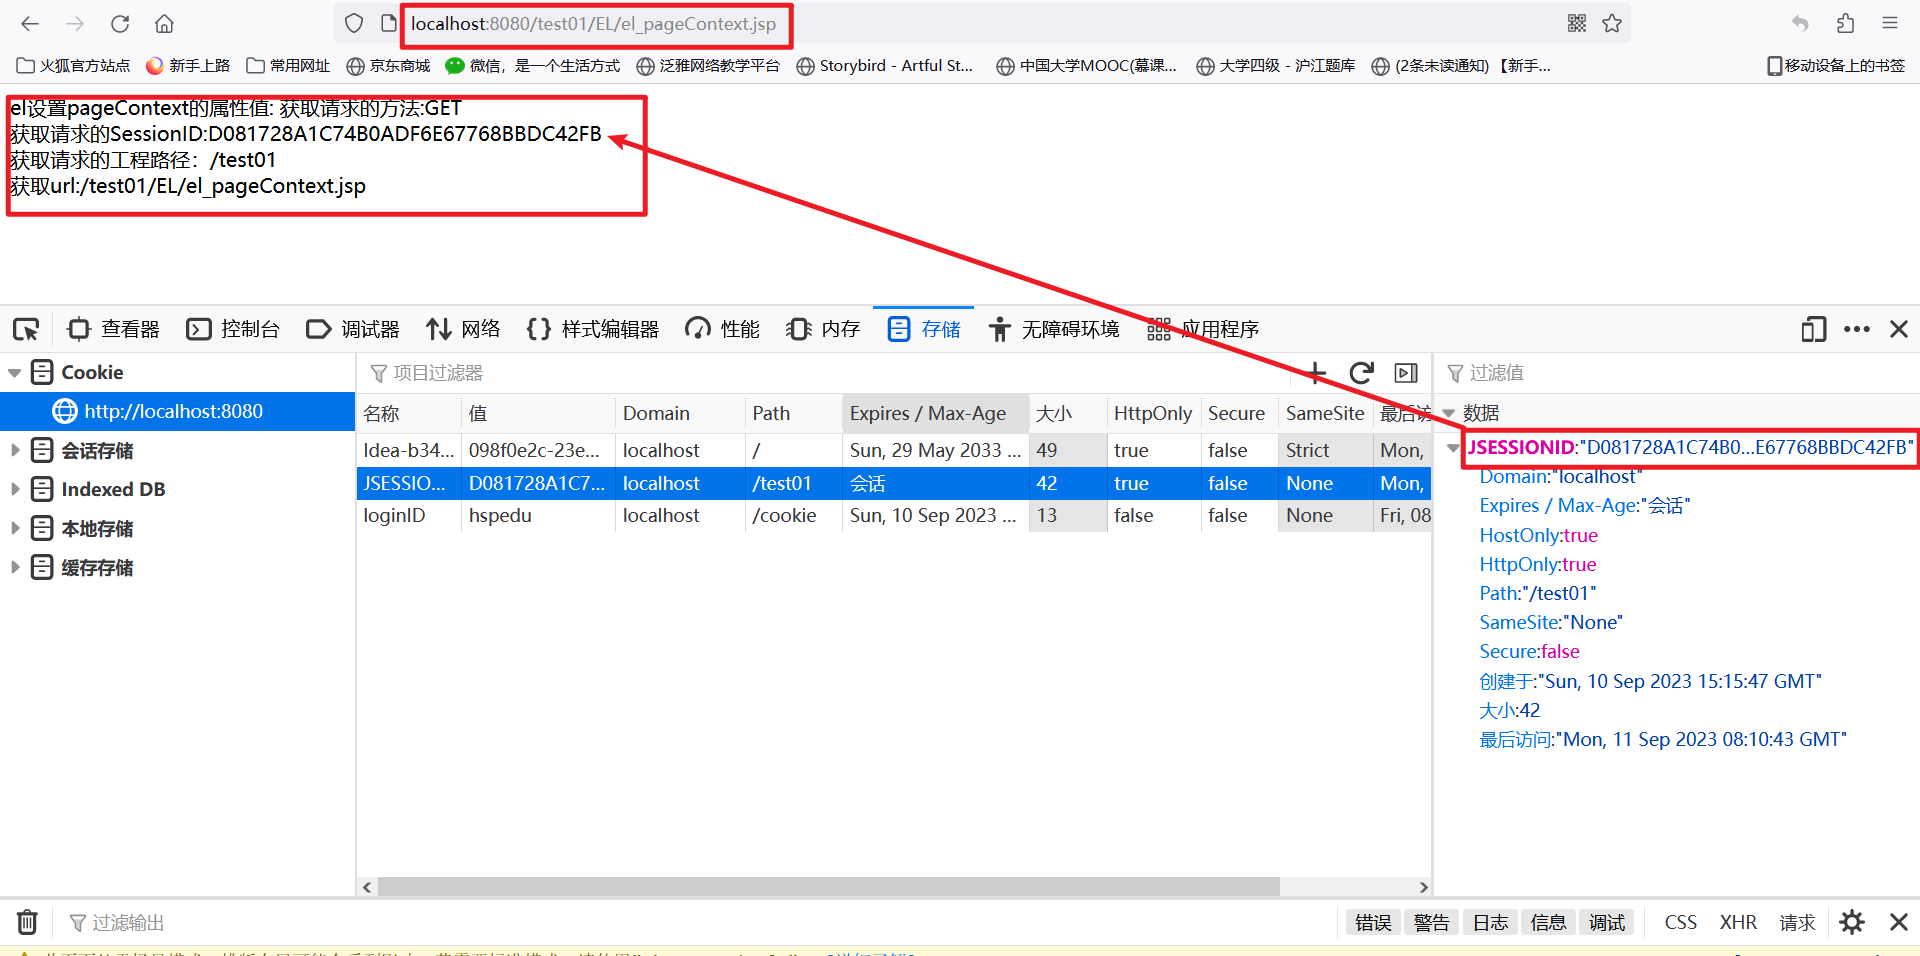 localhost:8080/test01/EL/el_pageContext.jsp
火狐官方站点 新手上路 常用网址 京东商城 微信，是一个生活方式 泛雅网络教学平台 Storybird - Artful St... 中国大学MOOC(慕课... 大学四级 - 沪江题库 (2条未读通知) 【新手... 移动设备上的书签
el设置pageContext的属性值: 获取请求的方法:GET
获取请求的SessionID:D081728A1C74B0ADF6E67768BBDC42FB
获取请求的工程路径：/test01
获取url:/test01/EL/el_pageContext.jsp
查看器 控制台 调试器 网络 {} 样式编辑器 性能 内存 存储 无障碍环境 应用程序
Cookie
http://localhost:8080
会话存储
Indexed DB
本地存储
缓存存储
项目过滤器
名称 值 Domain Path Expires / Max-Age 大小 HttpOnly Secure SameSite 最后访
Idea-b34... 098f0e2c-23e... localhost / Sun, 29 May 2033 ... 49 true false Strict Mon,
JSESSIO... D081728A1C7... localhost /test01 会话 42 true false None Mon,
loginID hspedu localhost /cookie Sun, 10 Sep 2023 ... 13 false false None Fri, 08
过滤值
数据
JSESSIONID:"D081728A1C74B0...E67768BBDC42FB"
Domain:"localhost"
Expires / Max-Age:"会话"
HostOnly:true
HttpOnly:true
Path:"/test01"
SameSite:"None"
Secure:false
创建于:"Sun, 10 Sep 2023 15:15:47 GMT"
大小:42
最后访问:"Mon, 11 Sep 2023 08:10:43 GMT"
过滤输出 错误 警告 日志 信息 调试 CSS XHR 请求